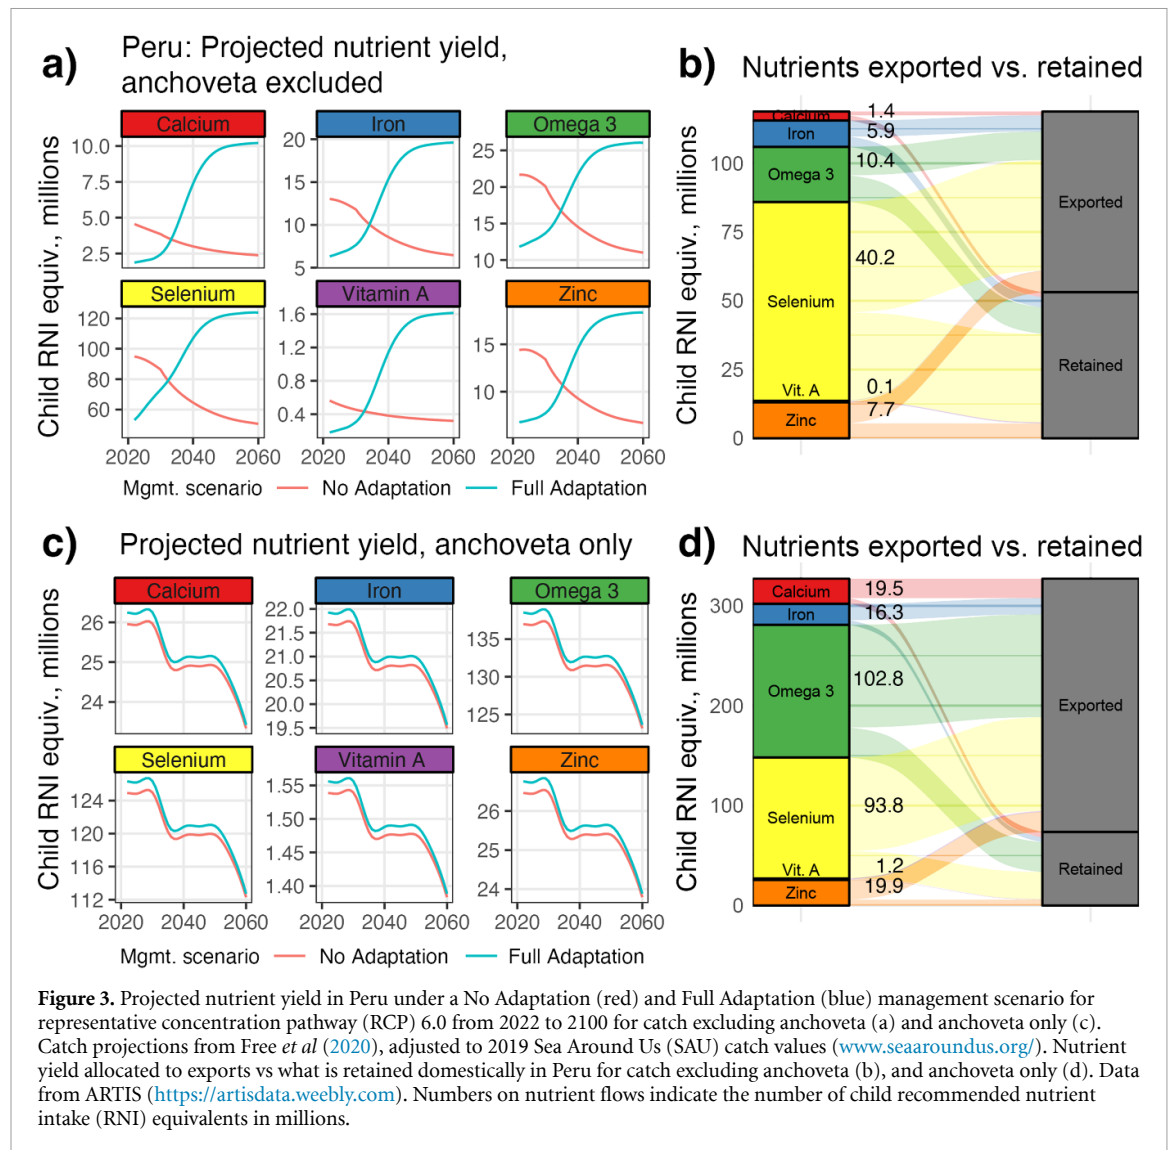 a)
Peru: Projected nutrient yield,
anchoveta excluded
Child RNI equiv., millions
Calcium
Iron
Omega 3
10.0
7.5
5.0
2.5
20
15
10
5
25
20
15
10
Selenium
Vitamin A
Zinc
120
100
80
60
1.6
1.2
0.8
0.4
15
10
2020 2040 2060
2020 2040 2060
2020 2040 2060
Mgmt. scenario No Adaptation Full Adaptation
b)
Nutrients exported vs. retained
Child RNI equiv., millions
100
75
50
25
0
Calcium
Iron
Omega 3
Selenium
Vit. A
Zinc
1.4
5.9
10.4
40.2
0.1
7.7
Exported
Retained
c)
Projected nutrient yield, anchoveta only
Child RNI equiv., millions
Calcium
Iron
Omega 3
26
25
24
22.0
21.5
21.0
20.5
20.0
19.5
135
130
125
Selenium
Vitamin A
Zinc
124
120
116
112
1.55
1.50
1.45
1.40
26
25
24
2020 2040 2060
2020 2040 2060
2020 2040 2060
Mgmt. scenario No Adaptation Full Adaptation
d)
Nutrients exported vs. retained
Child RNI equiv., millions
300
200
100
0
Calcium
Iron
Omega 3
Selenium
Vit. A
Zinc
19.5
16.3
102.8
93.8
1.2
19.9
Exported
Retained
Figure 3. Projected nutrient yield in Peru under a No Adaptation (red) and Full Adaptation (blue) management scenario for
representative concentration pathway (RCP) 6.0 from 2022 to 2100 for catch excluding anchoveta (a) and anchoveta only (c).
Catch projections from Free et al (2020), adjusted to 2019 Sea Around Us (SAU) catch values (www.seaaroundus.org/). Nutrient
yield allocated to exports vs what is retained domestically in Peru for catch excluding anchoveta (b), and anchoveta only (d). Data
from ARTIS (https://artisdata.weebly.com). Numbers on nutrient flows indicate the number of child recommended nutrient
intake (RNI) equivalents in millions.